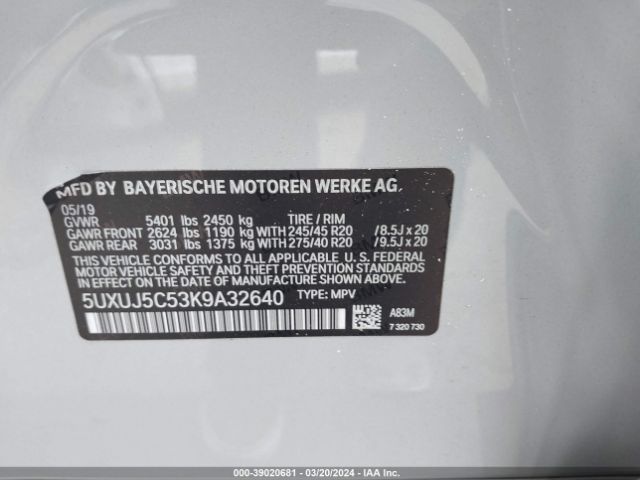 MFD BY BAYERISCHE MOTOREN WERKE AG
05/19
GVWR 5401 lbs 2450 kg TIRE / RIM
GAWR FRONT 2624 lbs 1190 kg WITH 245/45 R20 /8.5J x 20
GAWR REAR 3031 lbs 1375 kg WITH 275/40 R20 /9.5J x 20
THIS VEHICLE CONFORMS TO ALL APPLICABLE U. S. FEDERAL
MOTOR VEHICLE SAFETY, BUMPER AND THEFT PREVENTION STANDARDS
IN EFFECT ON THE DATE OF MANUFACTURE SHOWN ABOVE.
5UXUJ5C53K9A32640 TYPE: MPV
A83M
7 320 730
000-39020681 - 03/20/2024 - IAA Inc.